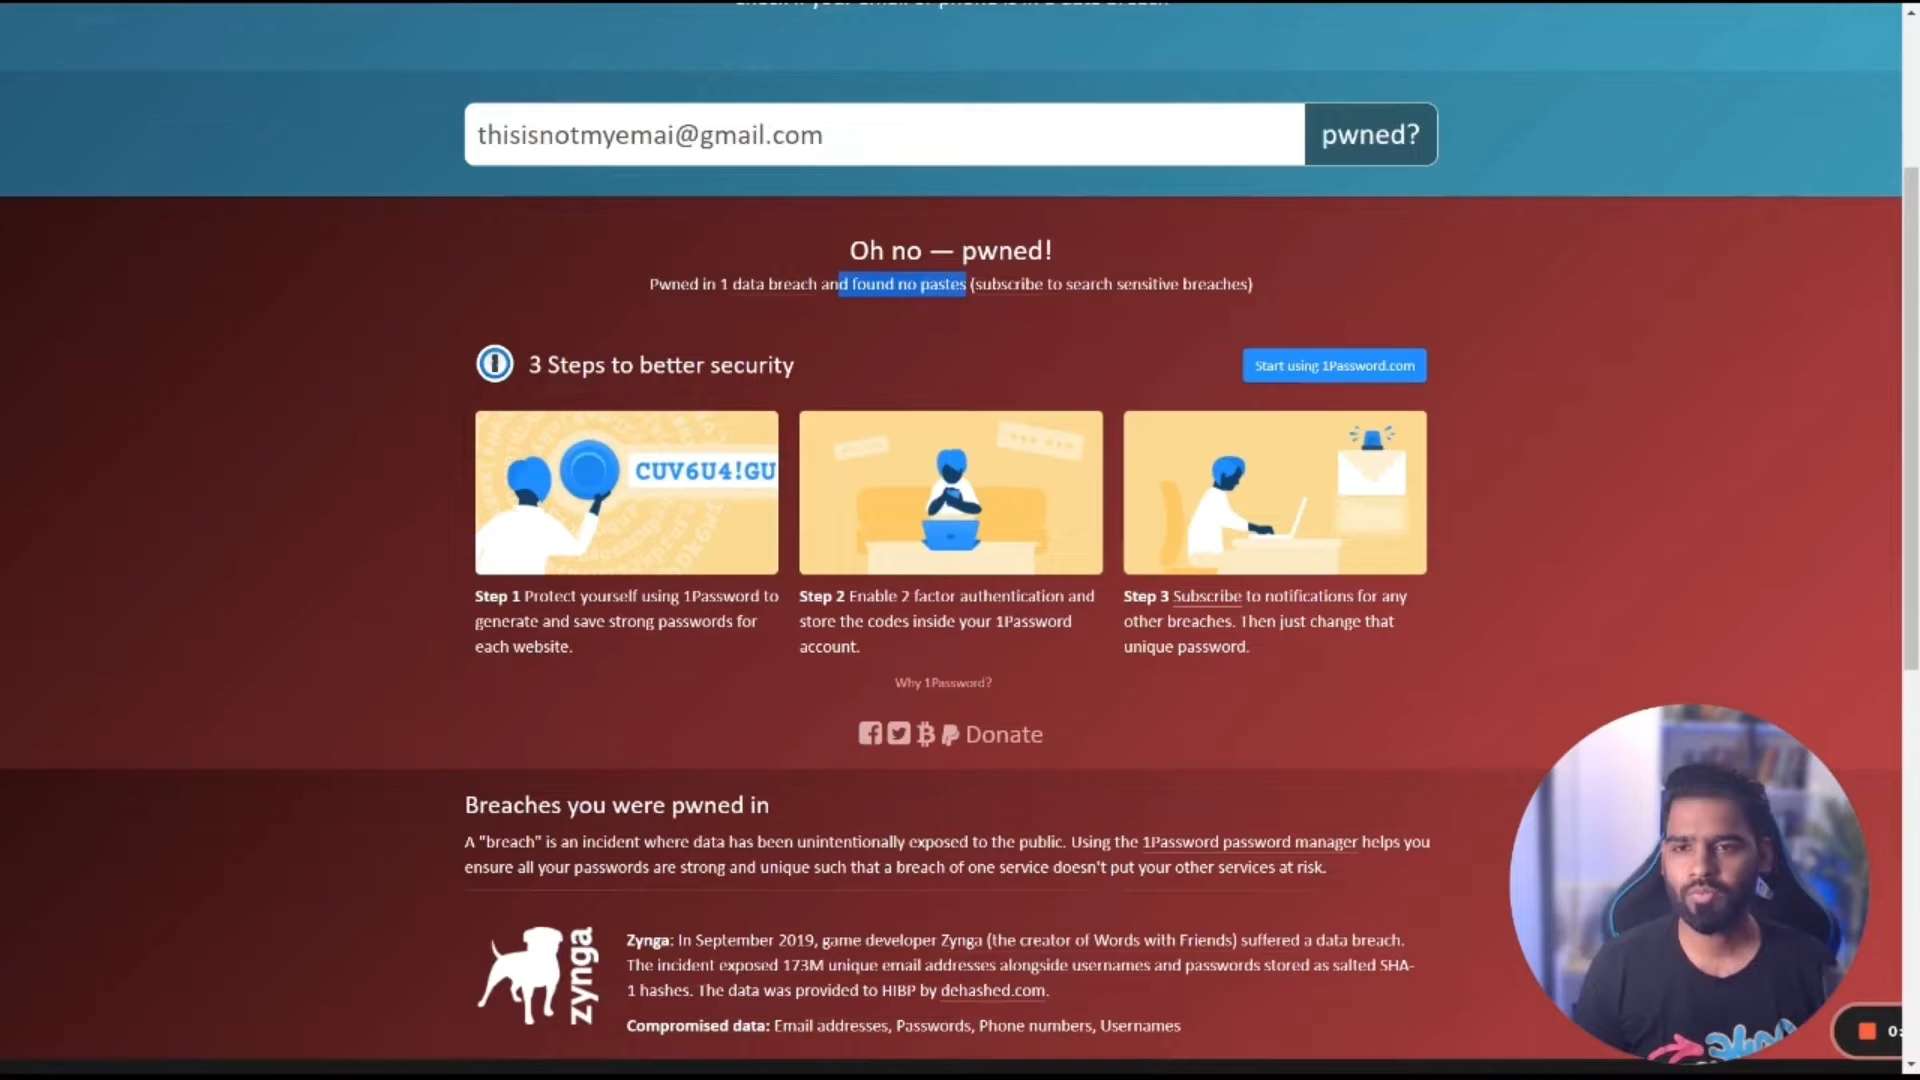 thisisnotmyemai@gmail.com
pwned?
Oh no — pwned!
Pwned in 1 data breach and found no pastes (subscribe to search sensitive breaches)
3 Steps to better security
Start using 1Password.com
CUV6U4!GU
Step 1 Protect yourself using 1Password to
generate and save strong passwords for
each website.
Step 2 Enable 2 factor authentication and
store the codes inside your 1Password
account.
Step 3 Subscribe to notifications for any
other breaches. Then just change that
unique password.
Why 1Password?
Donate
Breaches you were pwned in
A "breach" is an incident where data has been unintentionally exposed to the public. Using the 1Password password manager helps you
ensure all your passwords are strong and unique such that a breach of one service doesn't put your other services at risk.
zynga
Zynga: In September 2019, game developer Zynga (the creator of Words with Friends) suffered a data breach.
The incident exposed 173M unique email addresses alongside usernames and passwords stored as salted SHA-
1 hashes. The data was provided to HIBP by dehashed.com.
Compromised data: Email addresses, Passwords, Phone numbers, Usernames